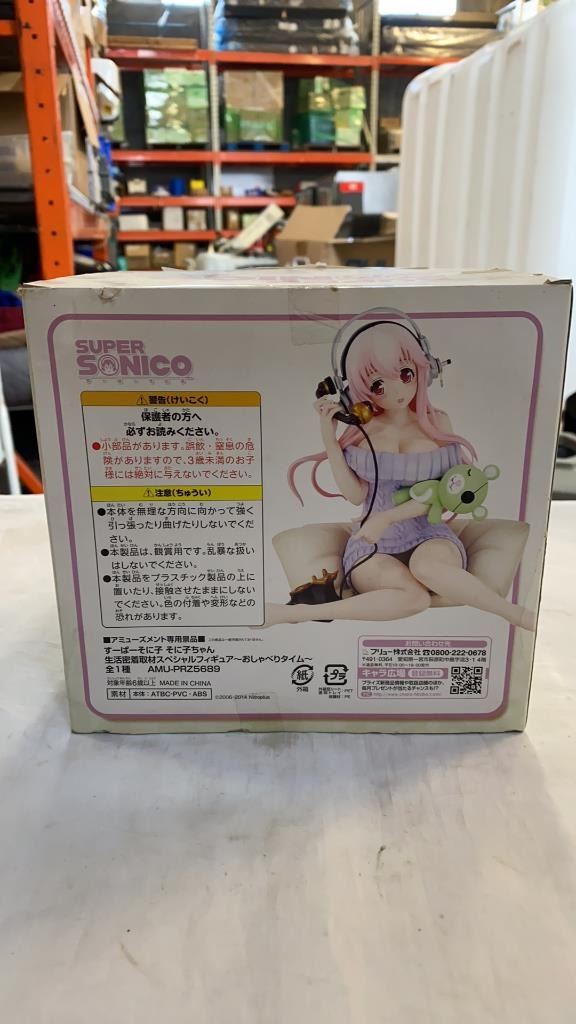 SUPER
SONICO
警告(けいこく)
保護者の方へ
必ずお読みください。
●小部品があります。誤飲・窒息の危
険がありますので、3歳未満のお子
様には絶対に与えないでください。
注意(ちゅうい)
●本体を無理な方向に向かって強く
引っ張ったり曲げたりしないでくだ
さい。
●本製品は、観賞用です。乱暴な扱い
はしないでください。
●本製品をプラスチック製品の上に
置いたり、接触させたままにしない
でください。色の付着や変形などの
恐れがあります。
■アミューズメント専用景品■
すーぱーそに子 そに子ちゃん
生活密着取材スペシャルフィギュア〜おしゃべりタイム〜
全1種 AMU-PRZ5689
対象年齢6歳以上 MADE IN CHINA
素材 本体:ATBC-PVC・ABS
©2006-2014 Nitroplus
紙
外箱
プラ
お問い合わせ先
フリュー株式会社 ☎0800-222-0678
キャラ広場 登録無料